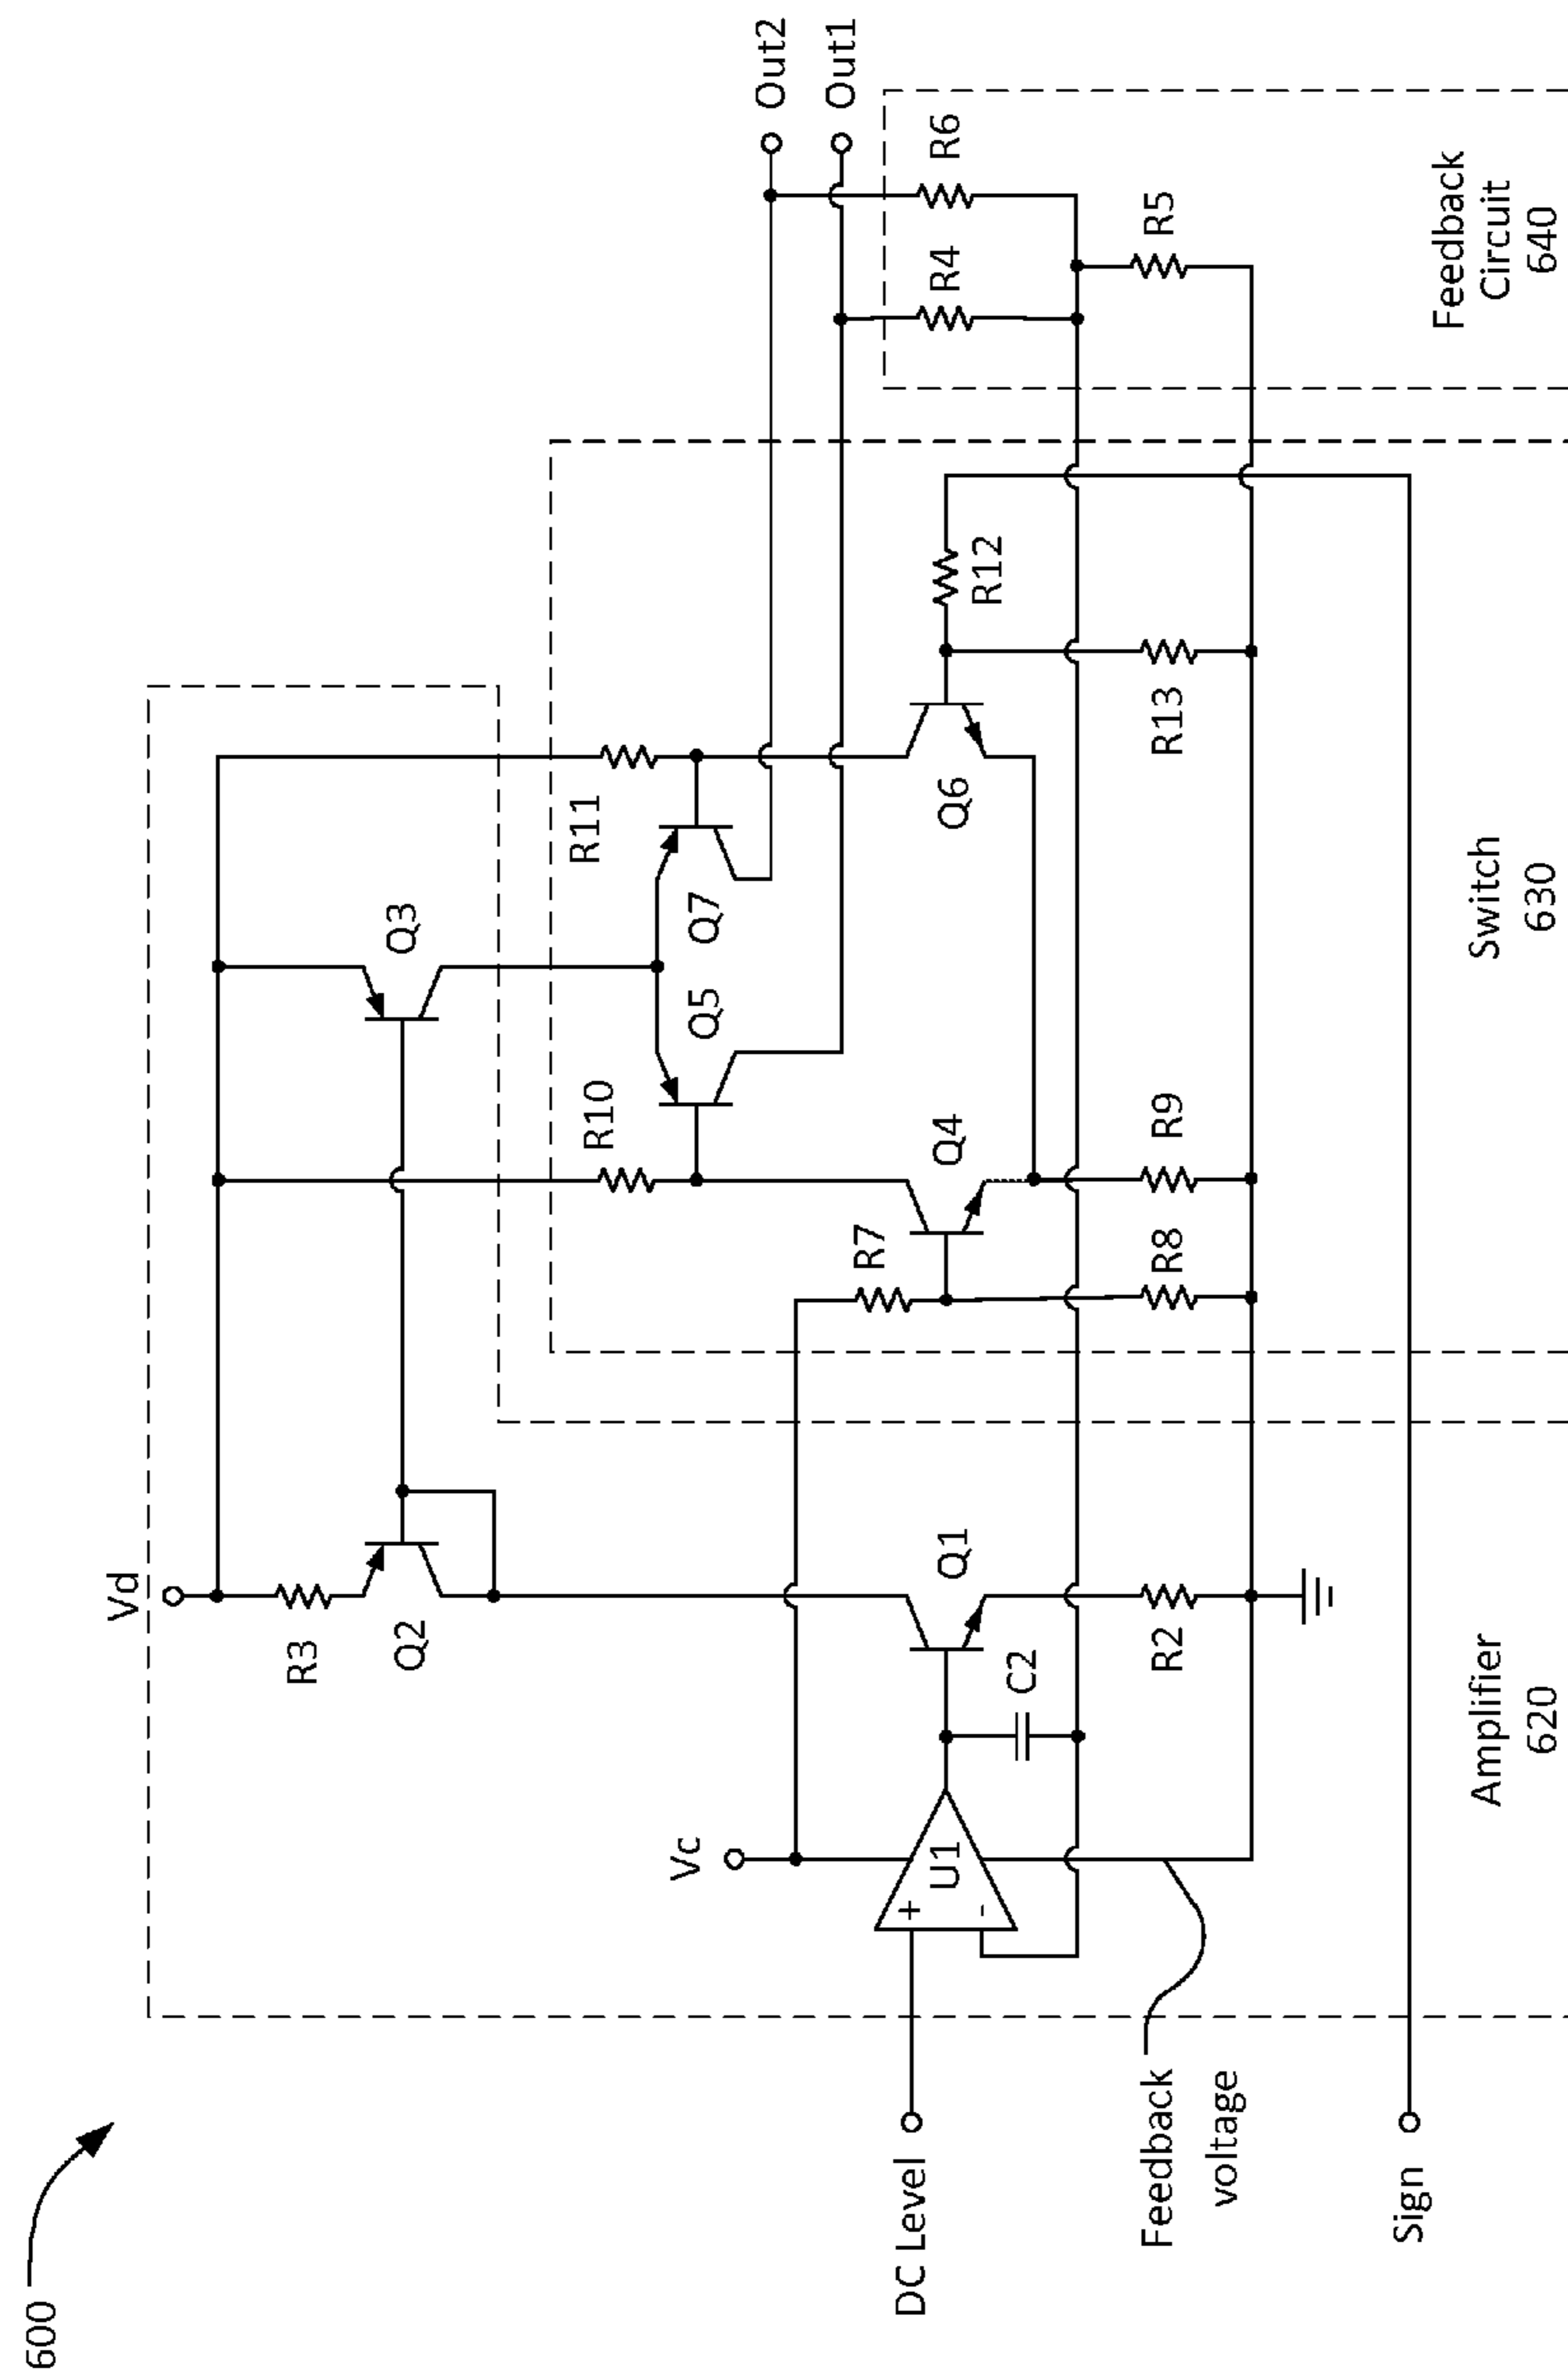 600
Vd
R3
Q2
Q3
R10
R11
Q5
Q7
Out2
Out1
Vc
R7
Q4
Q6
R12
R4
R6
DC Level
+
-
U1
C2
Q1
R2
R8
R9
R13
R5
Feedback
voltage
Sign
Amplifier
620
Switch
630
Feedback
Circuit
640